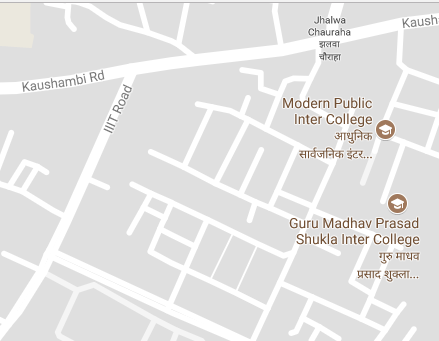 Jhalwa
Chauraha
झलवा
चौराहा
Kaushambi Rd
IIIT Road
Modern Public
Inter College
आधुनिक
सार्वजनिक इंटर...
Guru Madhav Prasad
Shukla Inter College
गुरु माधव
प्रसाद शुक्ला...